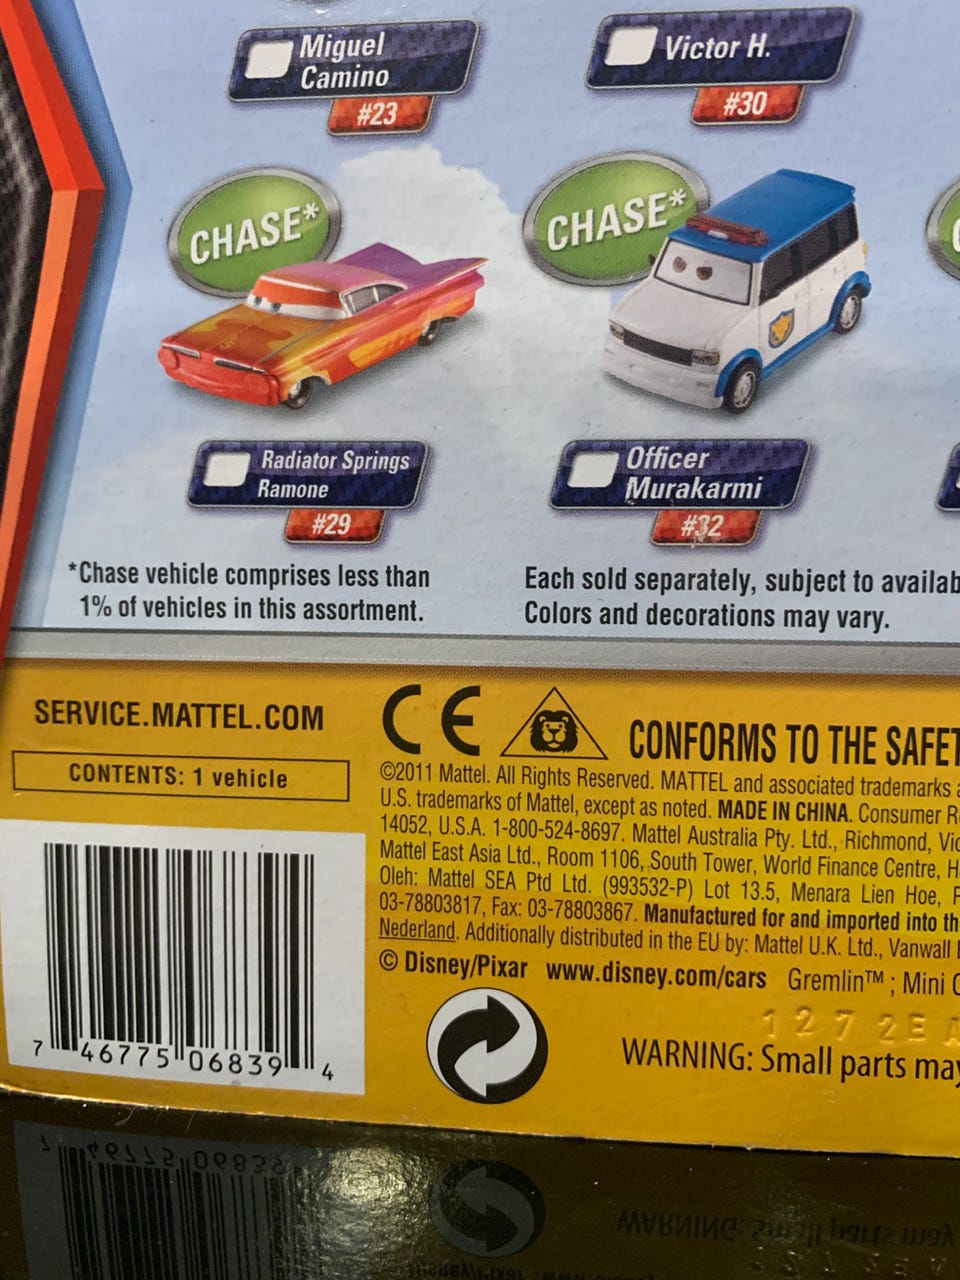 Miguel
Camino
#23
Victor H.
#30
CHASE*
CHASE*
Radiator Springs
Ramone
#29
Officer
Murakarmi
#32
*Chase vehicle comprises less than
1% of vehicles in this assortment.
Each sold separately, subject to availab
Colors and decorations may vary.
SERVICE.MATTEL.COM
CONTENTS: 1 vehicle
CE
CONFORMS TO THE SAFET
©2011 Mattel. All Rights Reserved. MATTEL and associated trademarks a
U.S. trademarks of Mattel, except as noted. MADE IN CHINA. Consumer Re
14052, U.S.A. 1-800-524-8697. Mattel Australia Pty. Ltd., Richmond, Vic
Mattel East Asia Ltd., Room 1106, South Tower, World Finance Centre, H
Oleh: Mattel SEA Ptd Ltd. (993532-P) Lot 13.5, Menara Lien Hoe, P
03-78803817, Fax: 03-78803867. Manufactured for and imported into th
Nederland. Additionally distributed in the EU by: Mattel U.K. Ltd., Vanwall
© Disney/Pixar www.disney.com/cars Gremlin™ ; Mini C
1272EA
WARNING: Small parts may
7 46775 06839 4